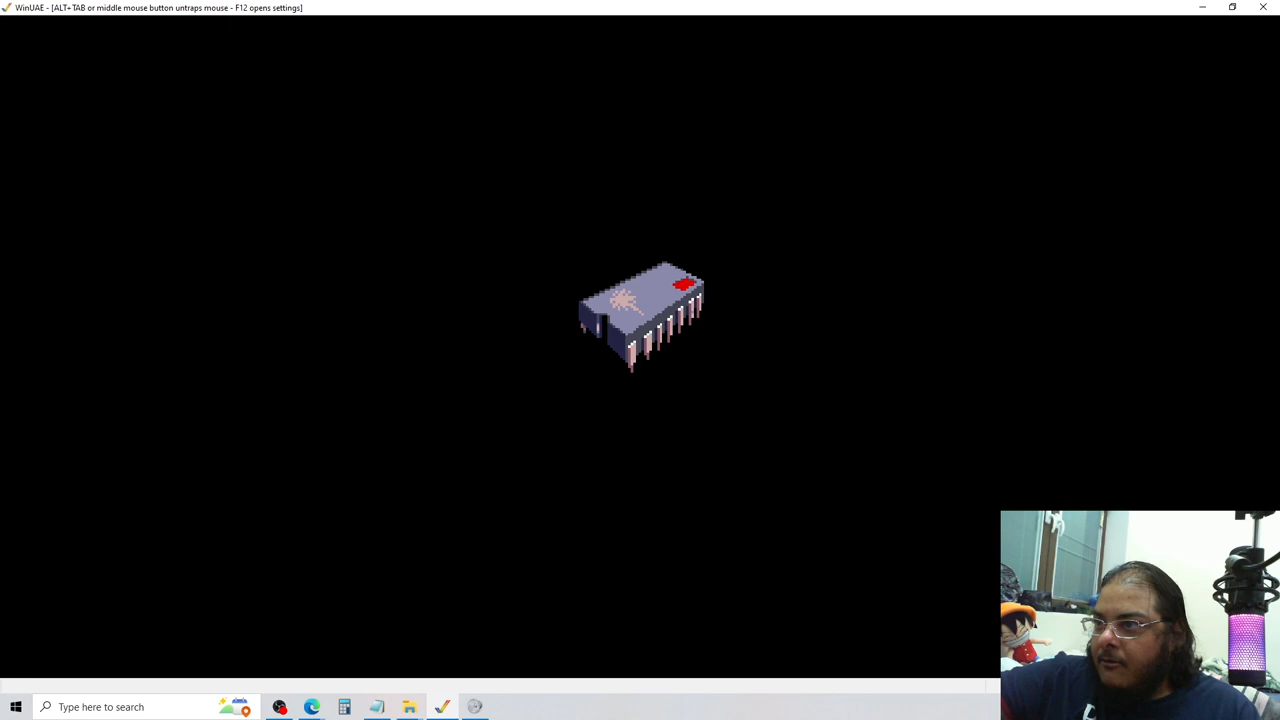 WinUAE - [ALT+TAB or middle mouse button untraps mouse - F12 opens settings]
Type here to search